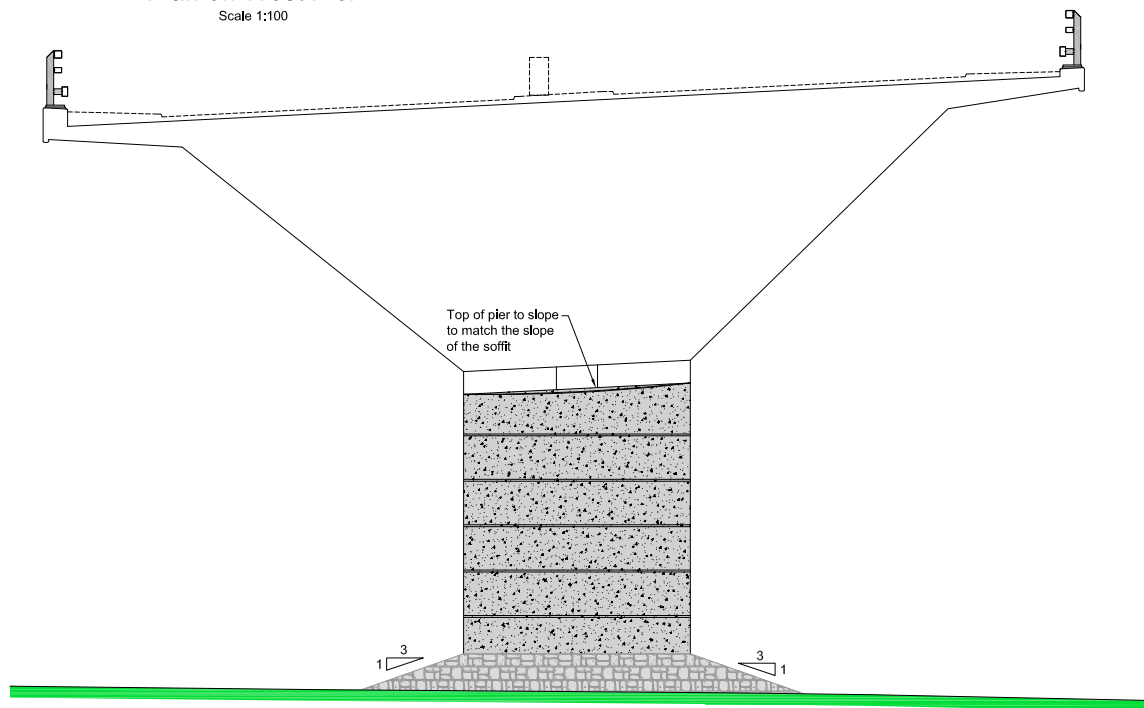 Scale 1:100
Top of pier to slope
to match the slope
of the soffit
3
1
3
1